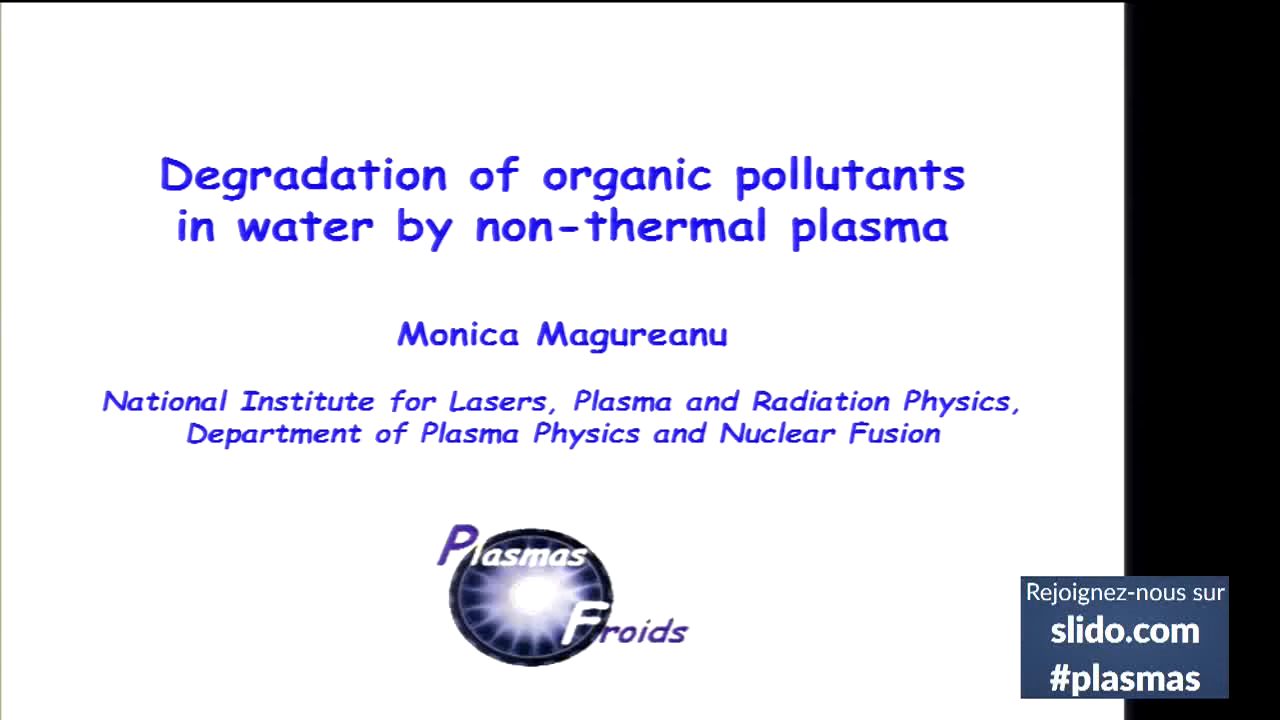 Degradation of organic pollutants
in water by non-thermal plasma
Monica Magureanu
National Institute for Lasers, Plasma and Radiation Physics,
Department of Plasma Physics and Nuclear Fusion
Plasmas
Froids
Rejoignez-nous sur
slido.com
#plasmas